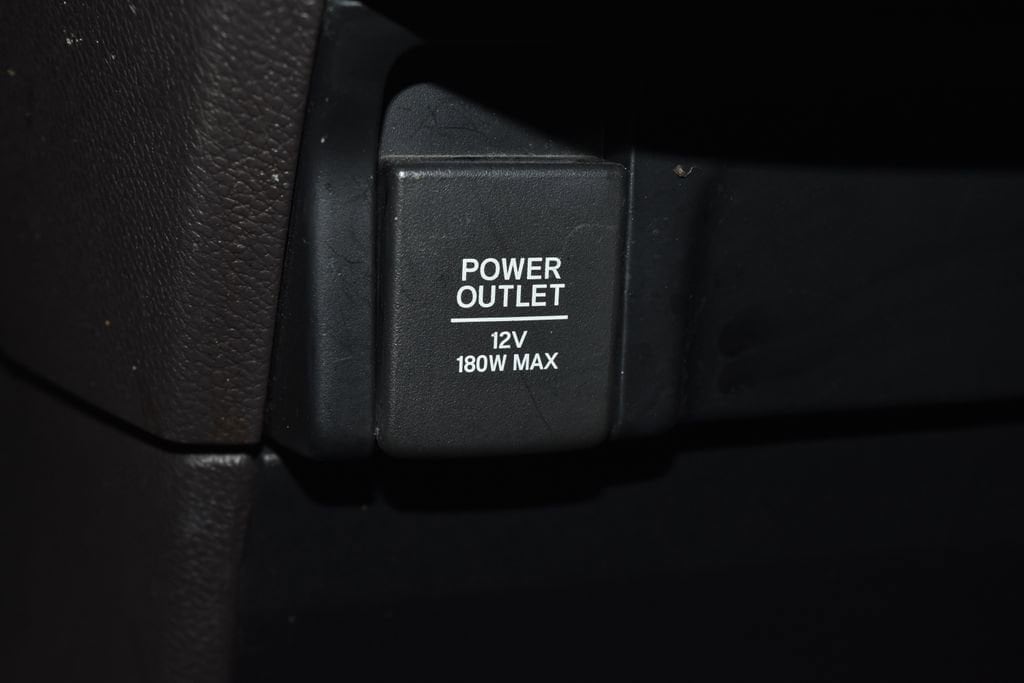 POWER
OUTLET
12V
180W MAX